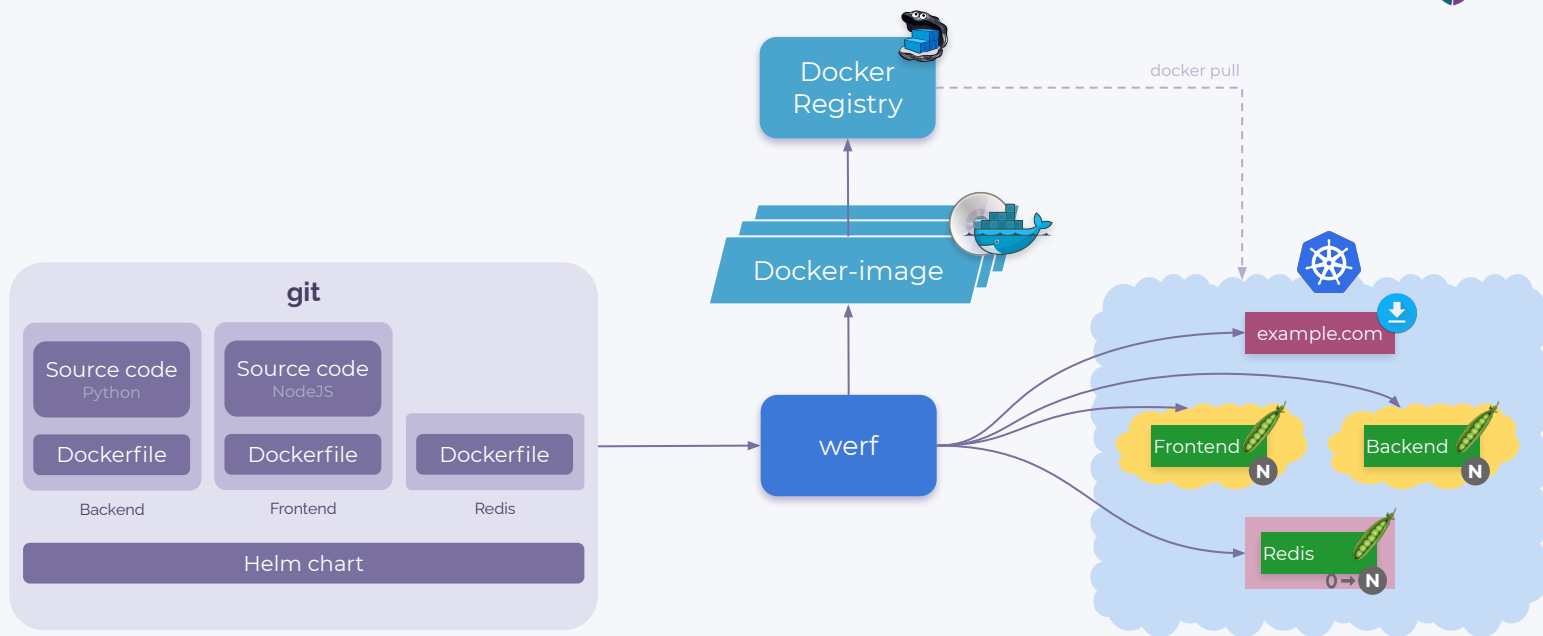 Docker
Registry
docker pull
Docker-image
git
Source code
Python
Dockerfile
Backend
Source code
NodeJS
Dockerfile
Frontend
Dockerfile
Redis
Helm chart
werf
example.com
Frontend
N
Backend
N
Redis
0
N